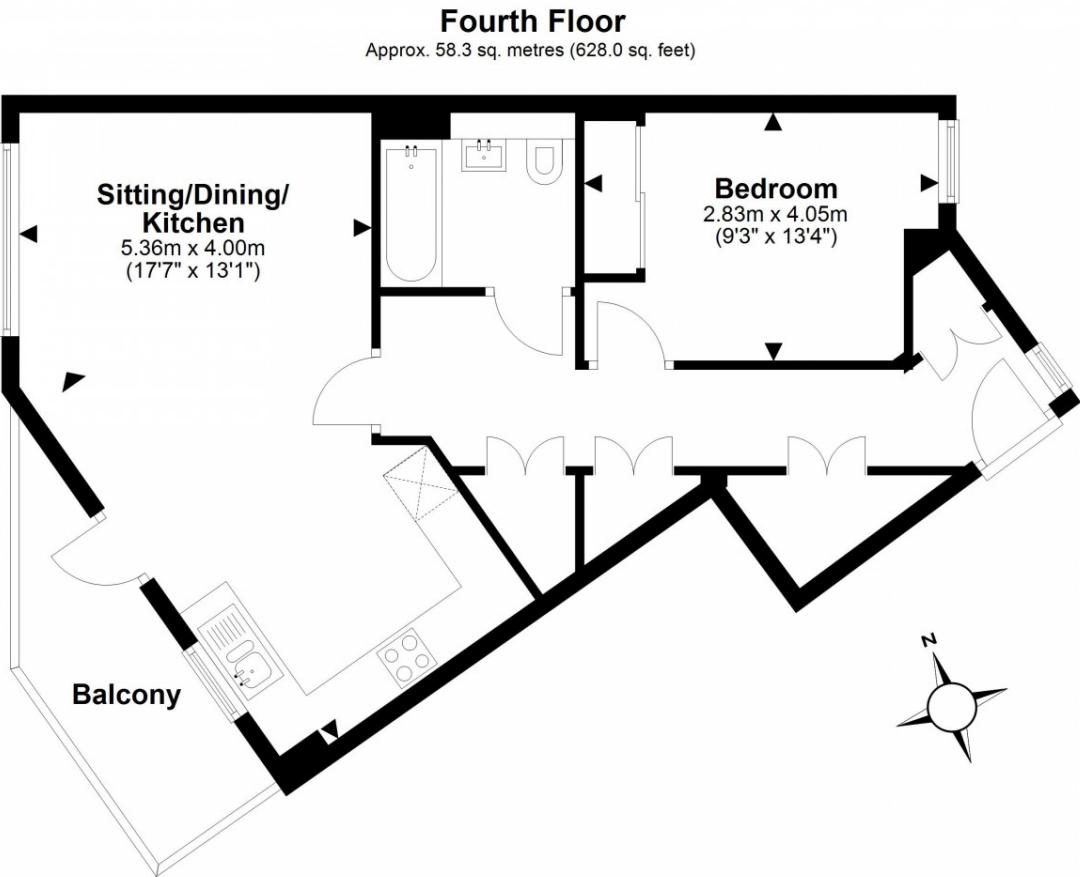 Fourth Floor
Approx. 58.3 sq. metres (628.0 sq. feet)
Sitting/Dining/
Kitchen
5.36m x 4.00m
(17'7" x 13'1")
Bedroom
2.83m x 4.05m
(9'3" x 13'4")
Balcony
N